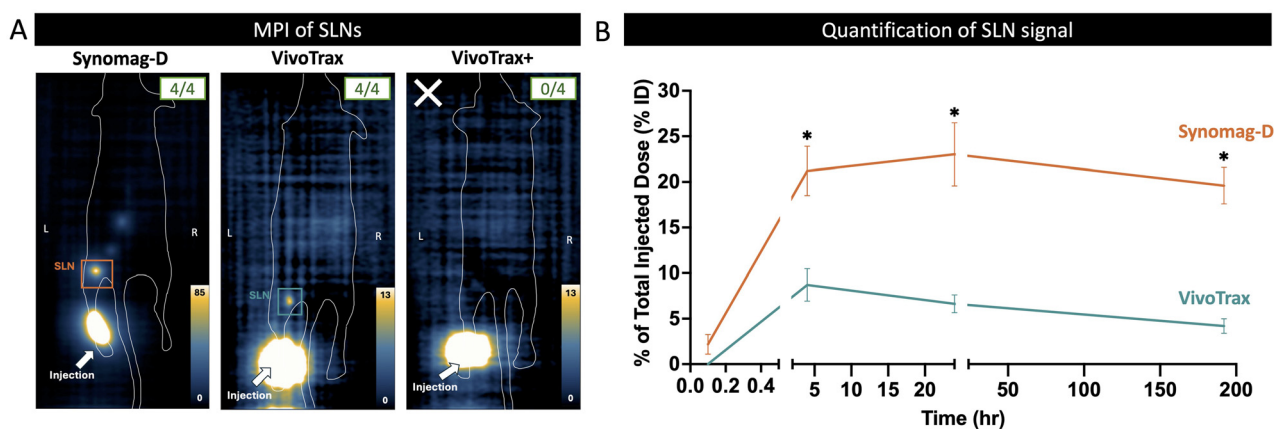 A
MPI of SLNs
Synomag-D
VivoTrax
VivoTrax+
4/4
4/4
0/4
L
R
SLN
85
0
Injection
L
R
SLN
13
0
Injection
L
R
13
0
Injection
B
Quantification of SLN signal
% of Total Injected Dose (% ID)
30
25
20
15
10
5
0
* * *
Synomag-D
VivoTrax
0.0 0.2 0.4 5 10 15 20 50 100 150 200
Time (hr)